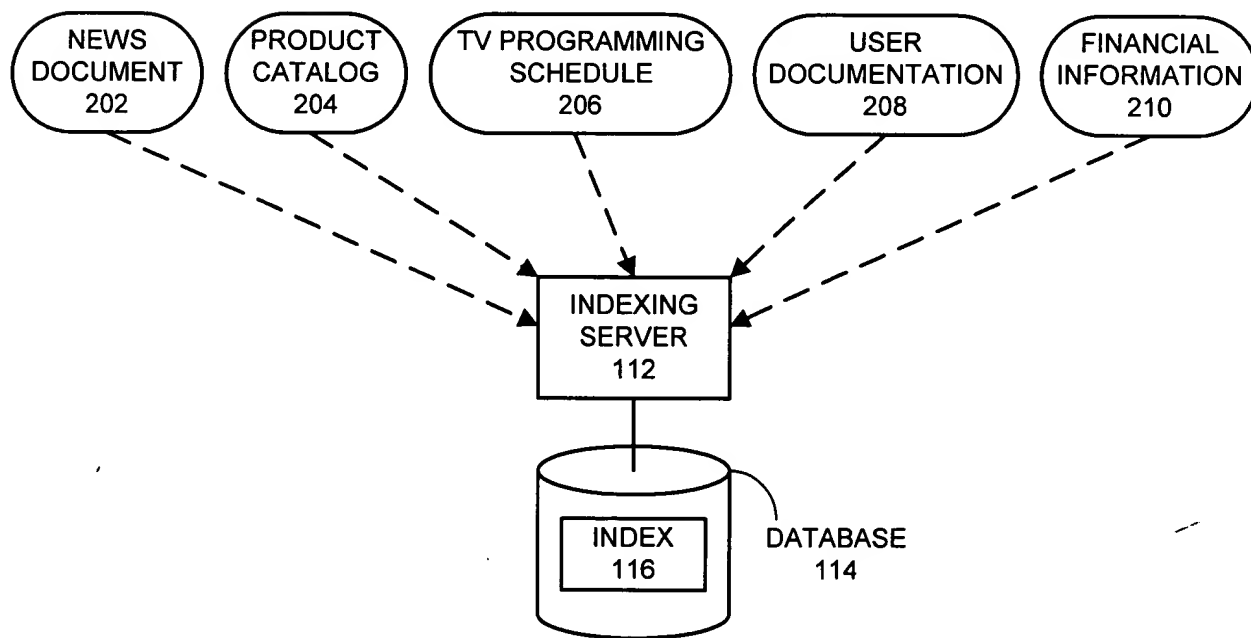 NEWS
DOCUMENT
202
PRODUCT
CATALOG
204
TV PROGRAMMING
SCHEDULE
206
USER
DOCUMENTATION
208
FINANCIAL
INFORMATION
210
INDEXING
SERVER
112
INDEX
116
DATABASE
114